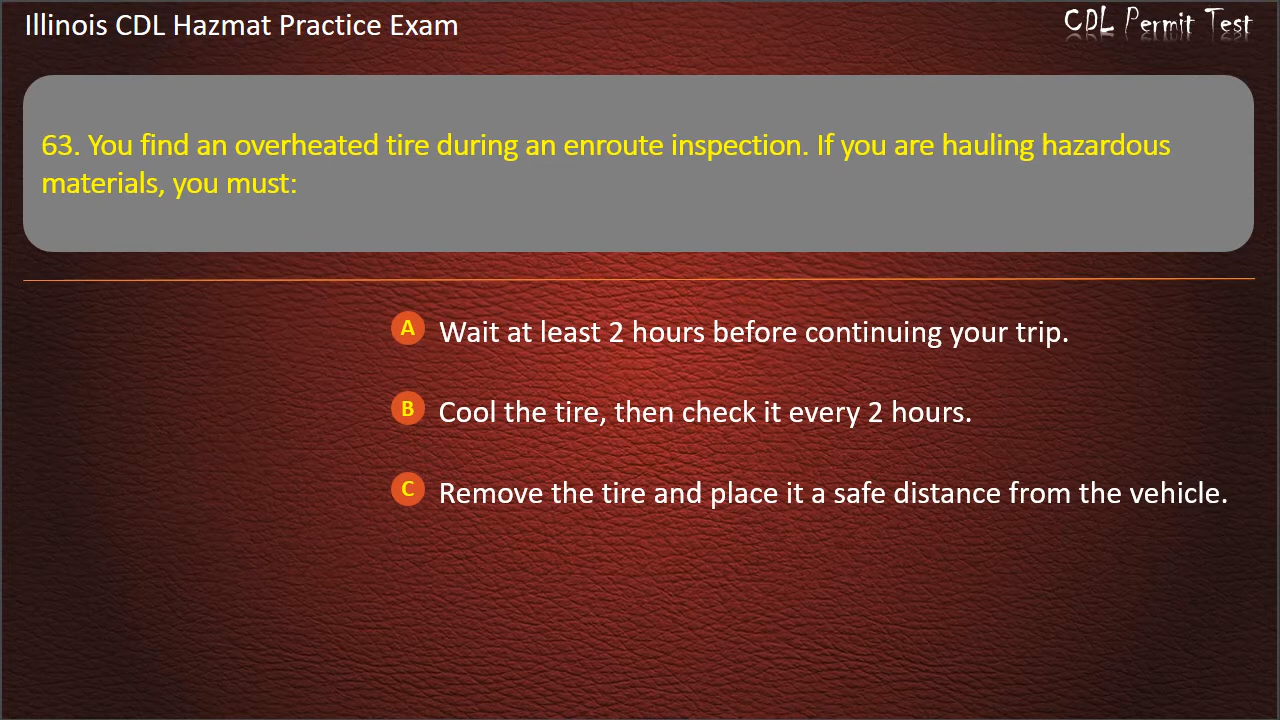 Illinois CDL Hazmat Practice Exam
CDL Permit Test
63. You find an overheated tire during an enroute inspection. If you are hauling hazardous
materials, you must:
A Wait at least 2 hours before continuing your trip.
B Cool the tire, then check it every 2 hours.
C Remove the tire and place it a safe distance from the vehicle.